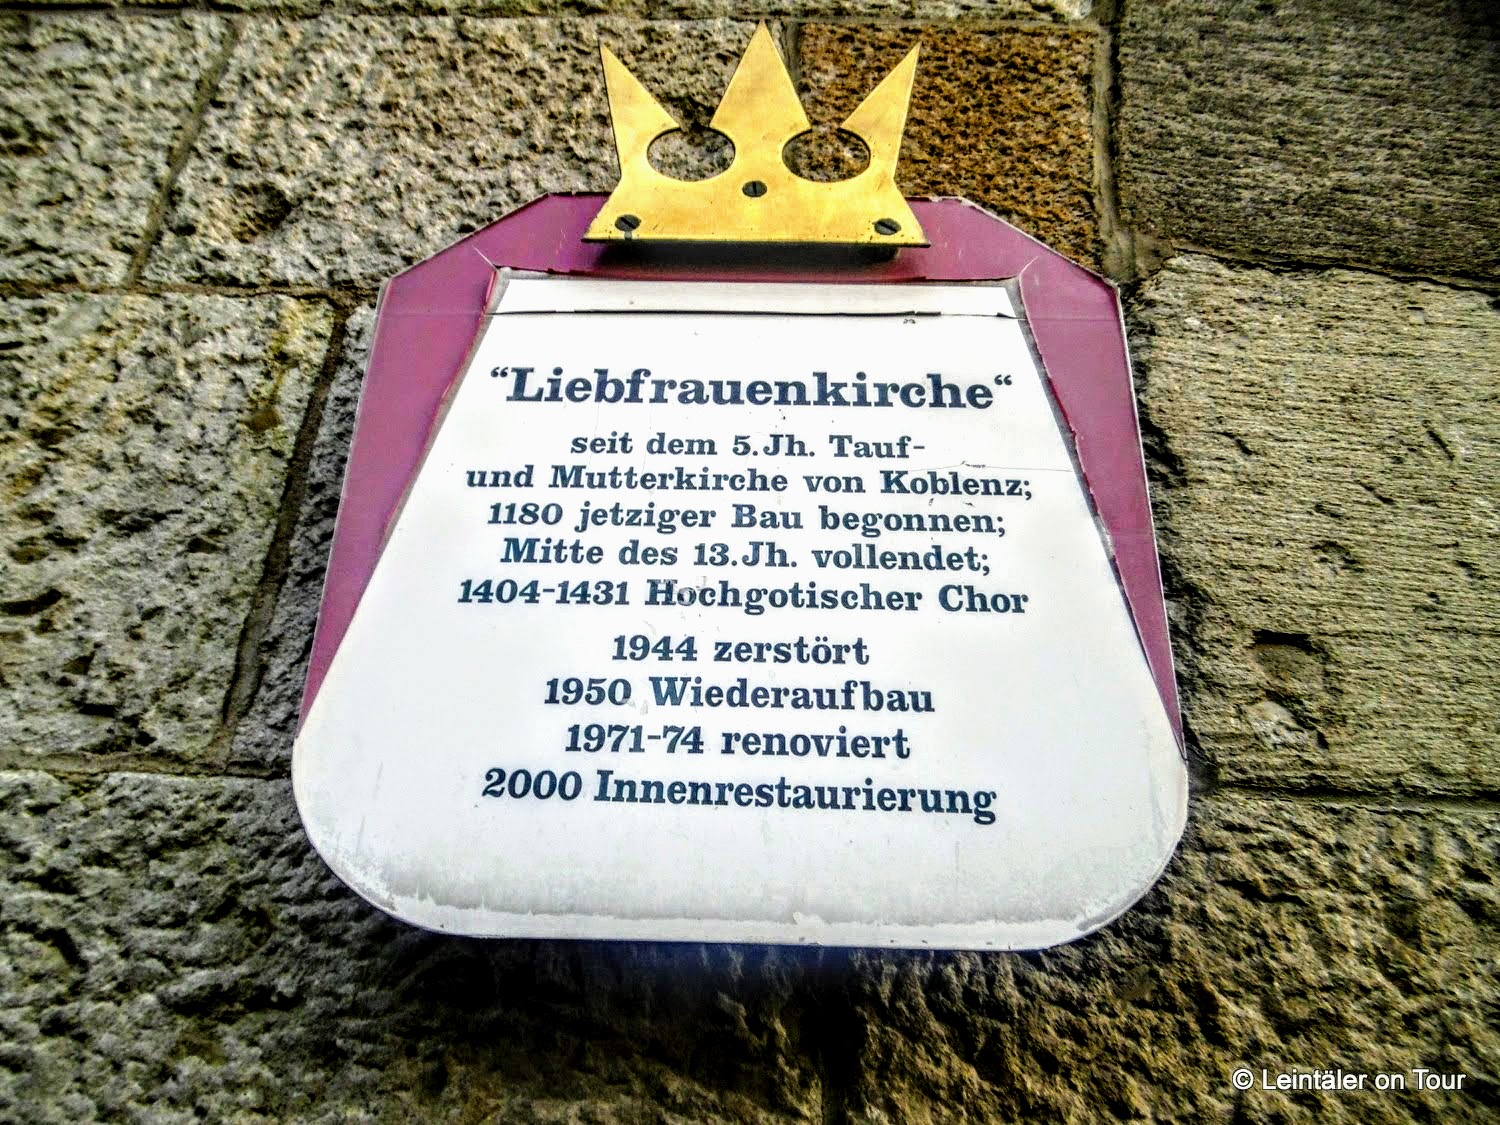 “Liebfrauenkirche“
seit dem 5. Jh. Tauf-
und Mutterkirche von Koblenz;
1180 jetziger Bau begonnen;
Mitte des 13. Jh. vollendet;
1404-1431 Hochgotischer Chor
1944 zerstört
1950 Wiederaufbau
1971-74 renoviert
2000 Innenrestaurierung
© Leintäler on Tour